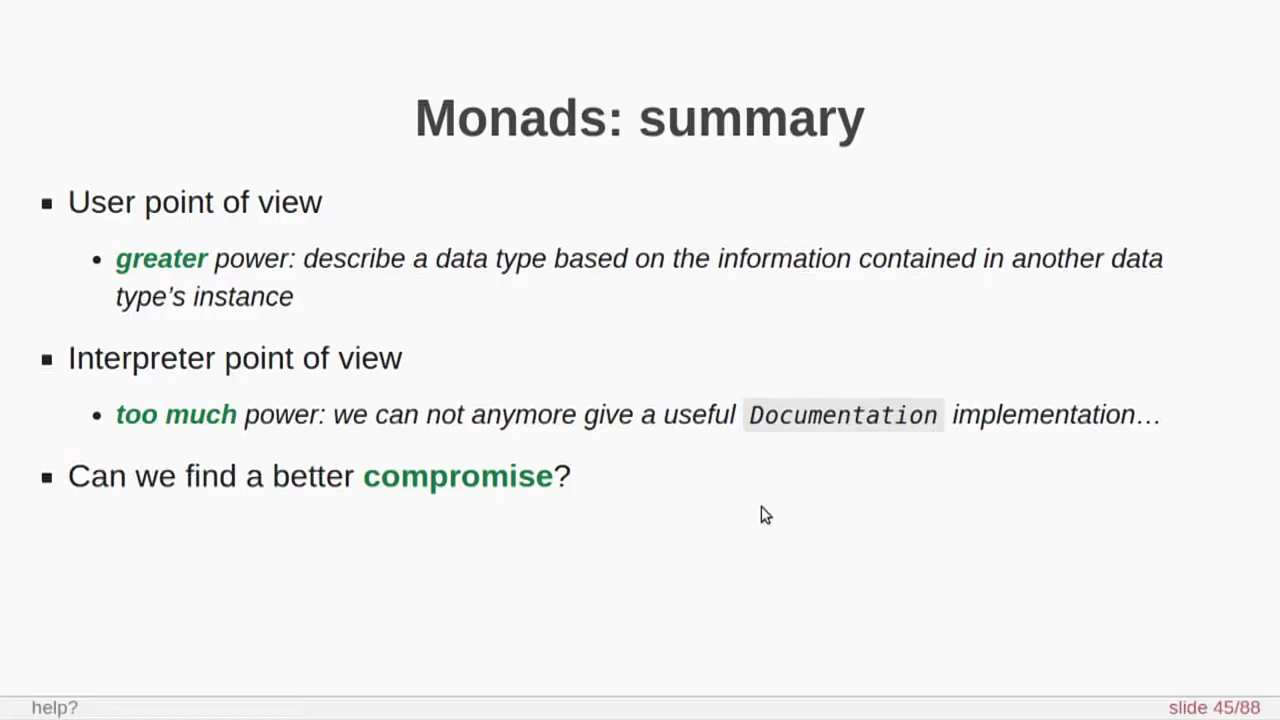 Monads: summary
User point of view
greater power: describe a data type based on the information contained in another data
type’s instance
Interpreter point of view
too much power: we can not anymore give a useful Documentation implementation…
Can we find a better compromise?
help?
slide 45/88